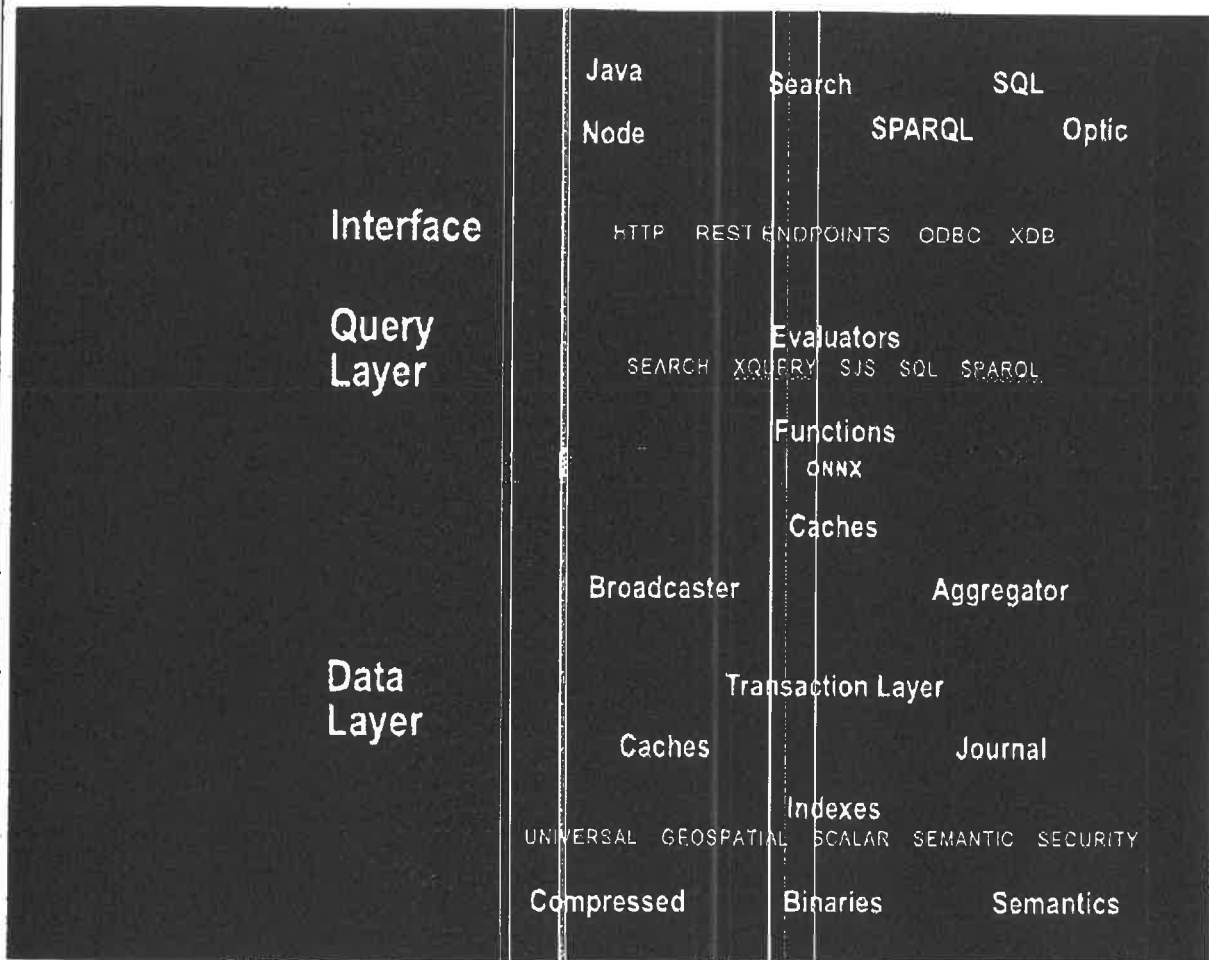 Java
Search SQL
Node SPARQL Optic
Interface HTTP REST ENDPOINTS ODBC XDB
Query
Layer
Evaluators
SEARCH XQUERY SJS SQL SPARQL
Functions
ONNX
Caches
Broadcaster Aggregator
Data
Layer
Transaction Layer
Caches Journal
Indexes
UNIVERSAL GEOSPATIAL SCALAR SEMANTIC SECURITY
Compressed Binaries Semantics